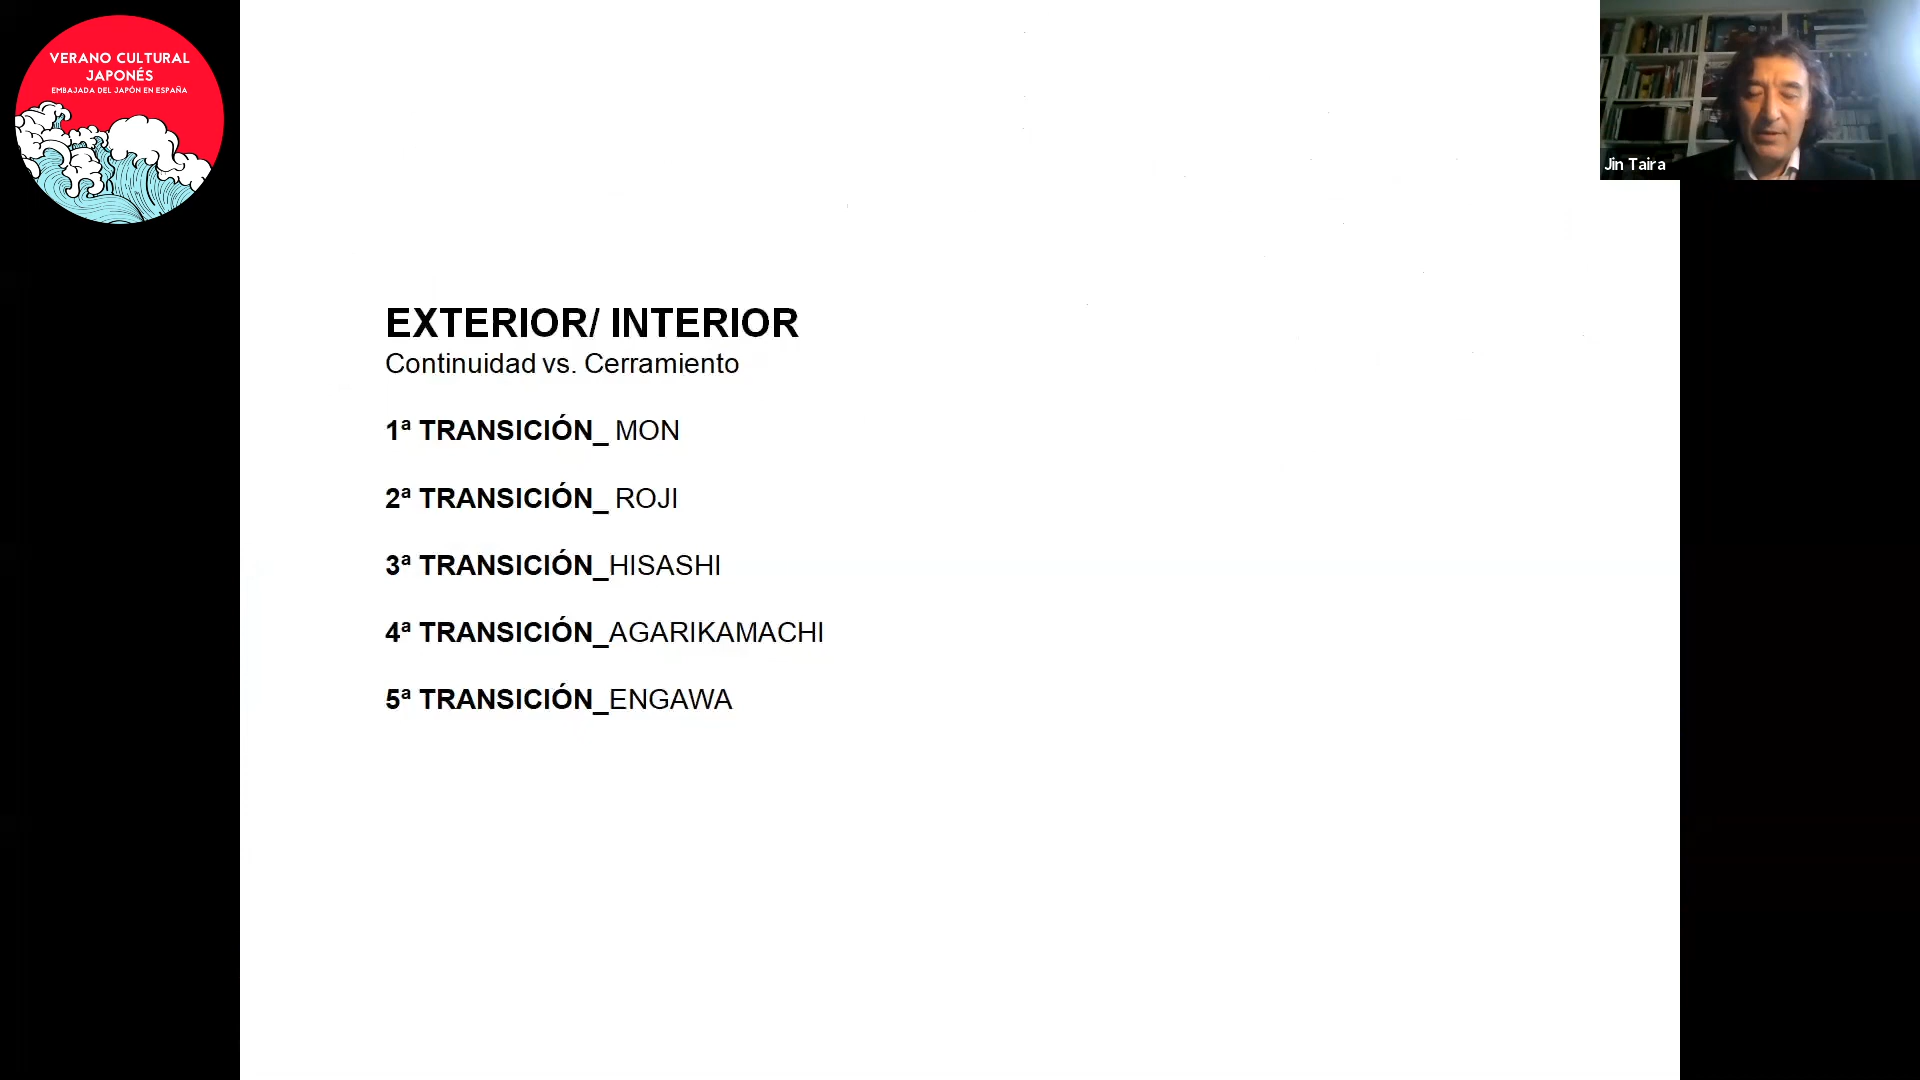 VERANO CULTURAL
JAPONÉS
EMBAJADA DEL JAPÓN EN ESPAÑA
Jin Taira
EXTERIOR/ INTERIOR
Continuidad vs. Cerramiento
1ª TRANSICIÓN_ MON
2ª TRANSICIÓN_ ROJI
3ª TRANSICIÓN_HISASHI
4ª TRANSICIÓN_AGARIKAMACHI
5ª TRANSICIÓN_ENGAWA